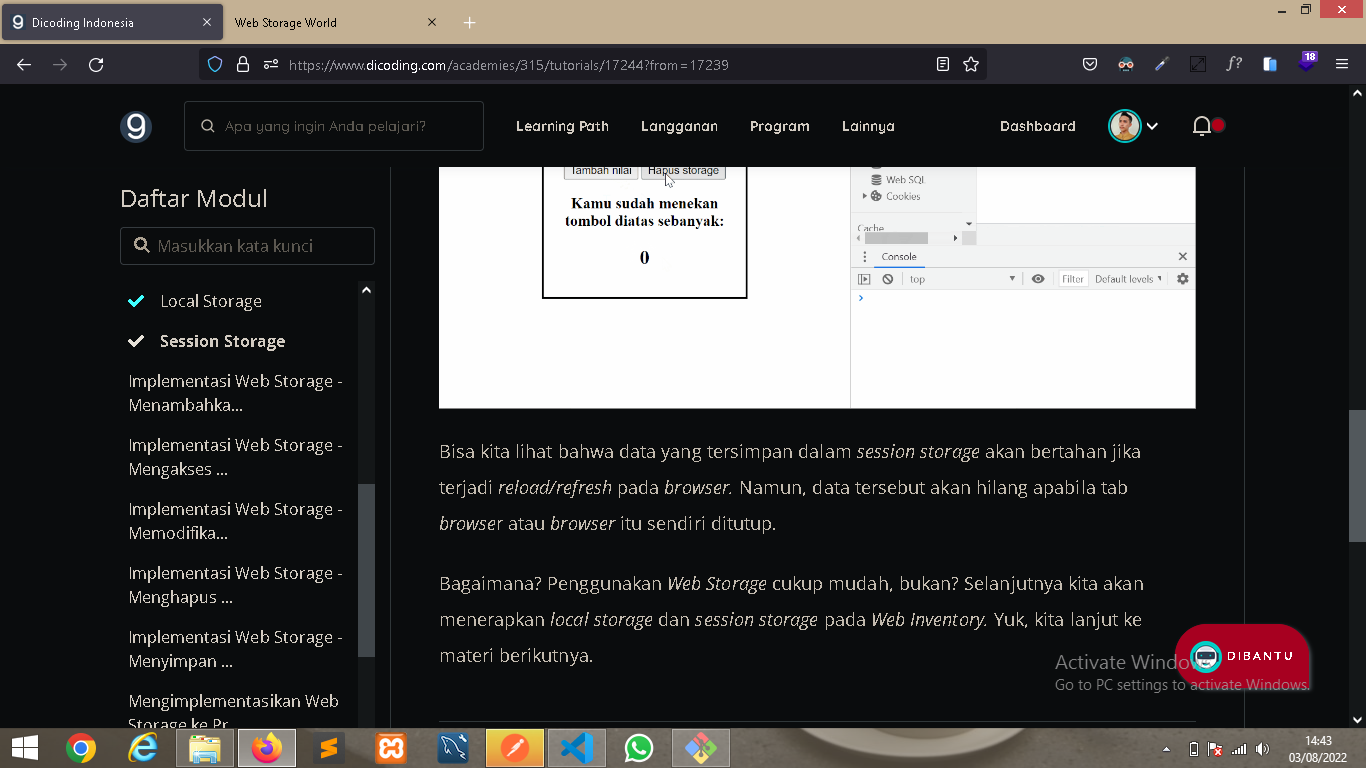 Dicoding Indonesia
Web Storage World
https://www.dicoding.com/academies/315/tutorials/17244?from=17239
18
Apa yang ingin Anda pelajari?
Learning Path
Langganan
Program
Lainnya
Dashboard
Daftar Modul
Masukkan kata kunci
Local Storage
Session Storage
Implementasi Web Storage -
Menambahka...
Implementasi Web Storage -
Mengakses ...
Implementasi Web Storage -
Memodifika...
Implementasi Web Storage -
Menghapus ...
Implementasi Web Storage -
Menyimpan ...
Mengimplementasikan Web
Storage ke Pr...
Tambah nilai
Hapus storage
Kamu sudah menekan
tombol diatas sebanyak:
0
Web SQL
Cookies
Cache
Console
top
Filter
Default levels
Bisa kita lihat bahwa data yang tersimpan dalam session storage akan bertahan jika
terjadi reload/refresh pada browser. Namun, data tersebut akan hilang apabila tab
browser atau browser itu sendiri ditutup.
Bagaimana? Penggunakan Web Storage cukup mudah, bukan? Selanjutnya kita akan
menerapkan local storage dan session storage pada Web Inventory. Yuk, kita lanjut ke
materi berikutnya.
DIBANTU
Activate Windo
Go to PC settings to activate Windows.
14:43
03/08/2022